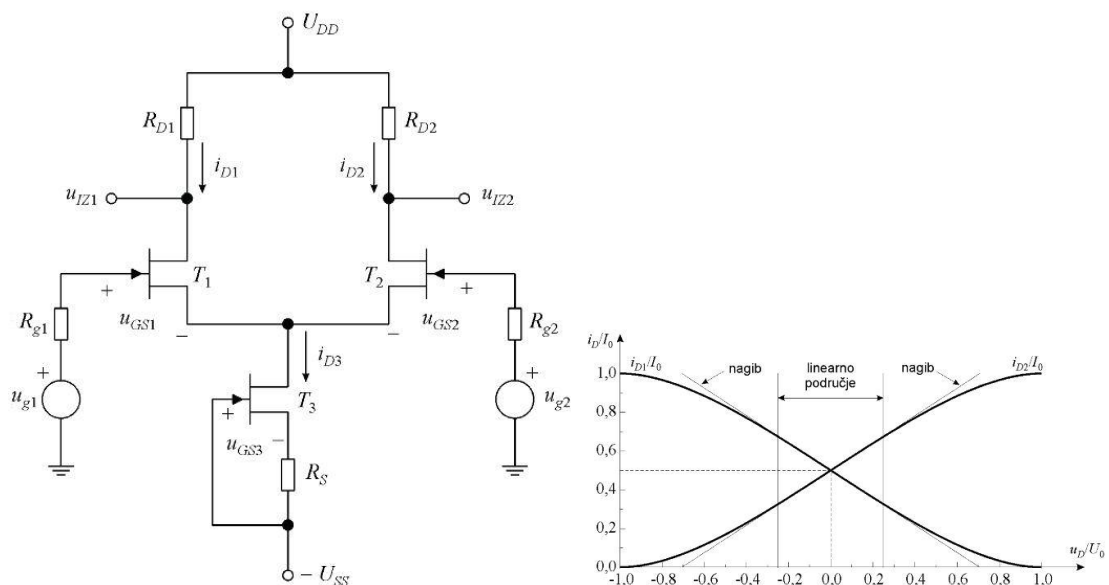 U_DD
R_D1
R_D2
i_D1
i_D2
u_IZ1
u_IZ2
T_1
T_2
+
+
R_g1
u_GS1
−
−
u_GS2
R_g2
+
i_D3
+
u_g1
u_g2
+
T_3
u_GS3
−
R_S
− U_SS
i_D/I_0
i_D1/I_0
nagib
linearno
područje
nagib
i_D2/I_0
1,0
0,8
0,6
0,4
0,2
0,0
-1.0 -0.8 -0.6 -0.4 -0.2 0.0 0.2 0.4 0.6 0.8 1.0
u_D/U_0